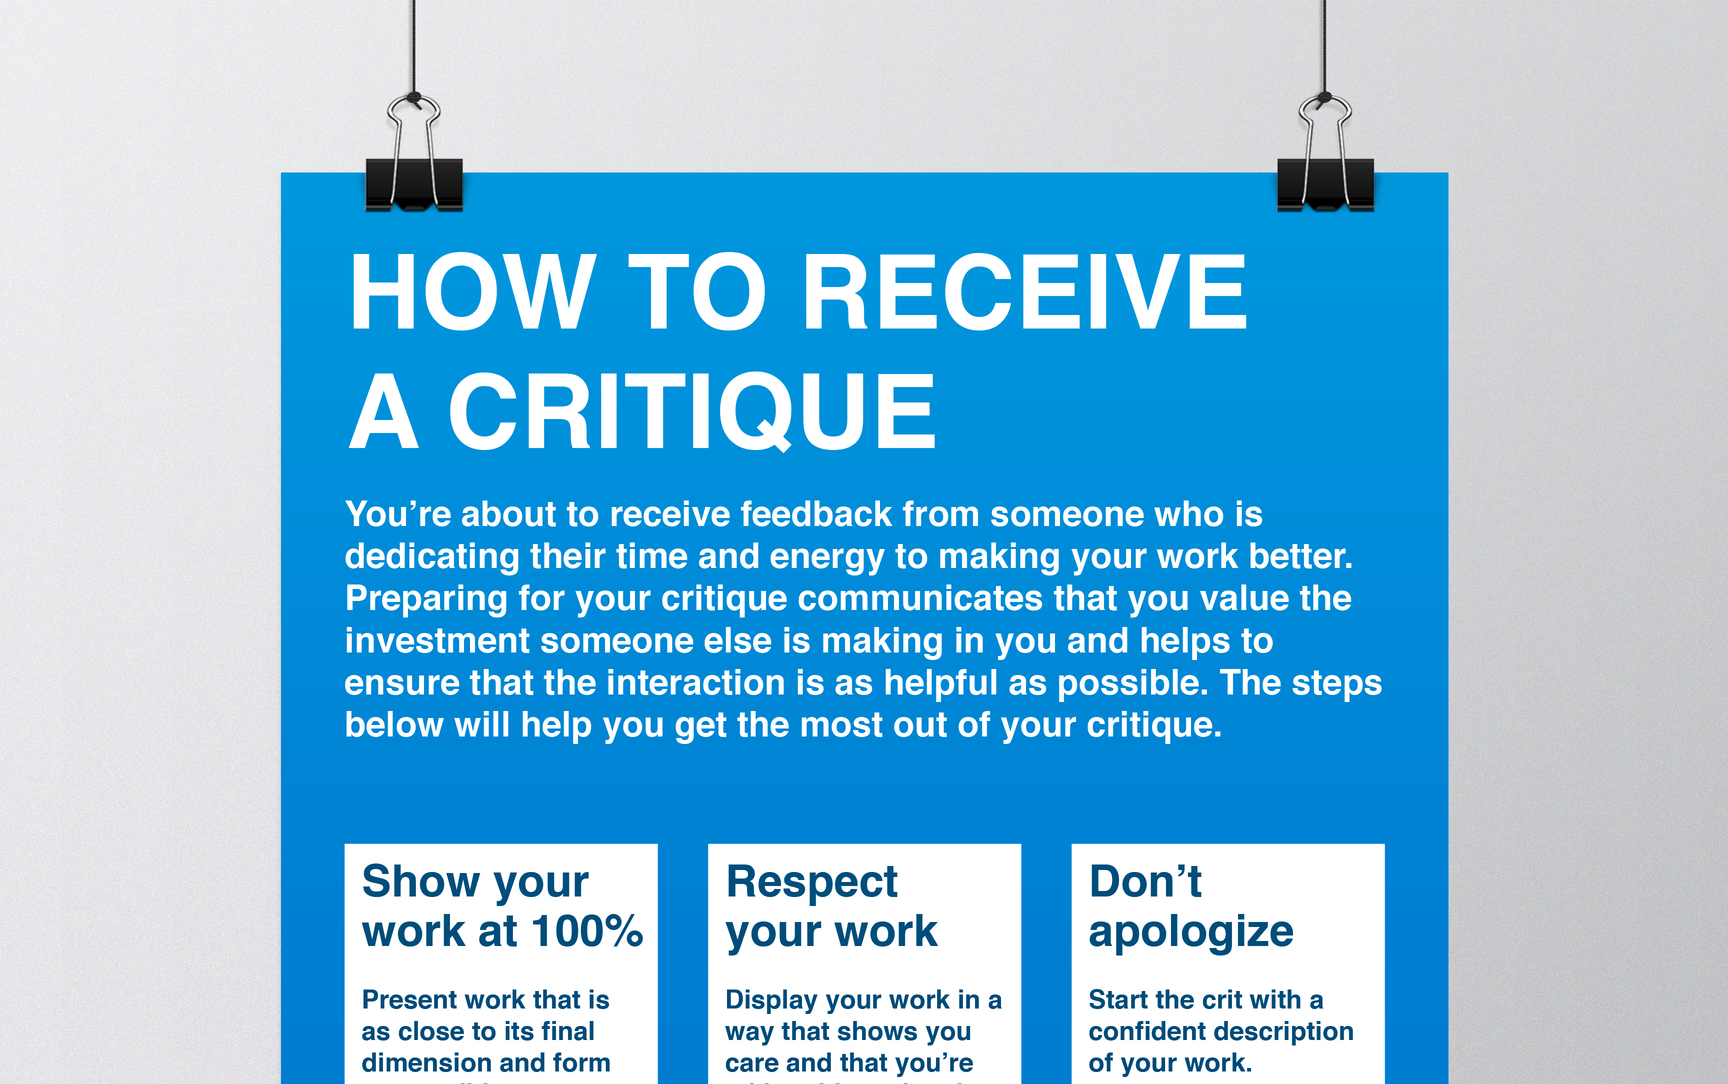 HOW TO RECEIVE
A CRITIQUE
You’re about to receive feedback from someone who is
dedicating their time and energy to making your work better.
Preparing for your critique communicates that you value the
investment someone else is making in you and helps to
ensure that the interaction is as helpful as possible. The steps
below will help you get the most out of your critique.
Show your
work at 100%
Present work that is
as close to its final
dimension and form
Respect
your work
Display your work in a
way that shows you
care and that you’re
Don’t
apologize
Start the crit with a
confident description
of your work.